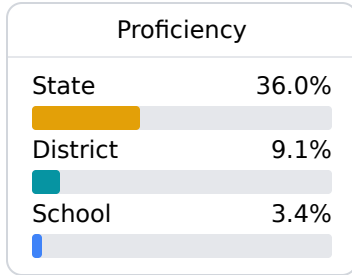 Proficiency
State 36.0%
District 9.1%
School 3.4%